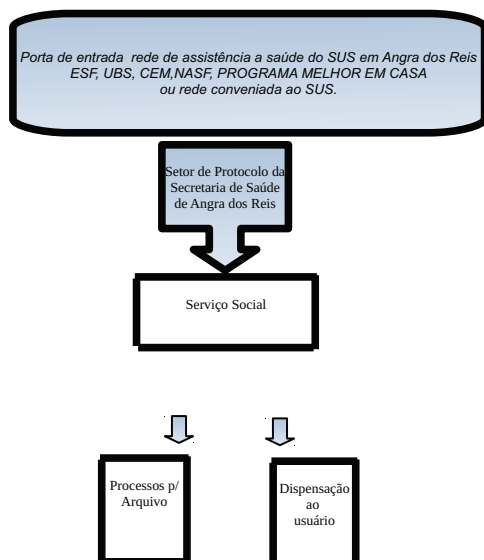 Porta de entrada rede de assistência a saúde do SUS em Angra dos Reis
ESF, UBS, CEM,NASF, PROGRAMA MELHOR EM CASA
ou rede conveniada ao SUS.
Setor de Protocolo da
Secretaria de Saúde
de Angra dos Reis
Serviço Social
Processos p/
Arquivo
Dispensação
ao
usuário